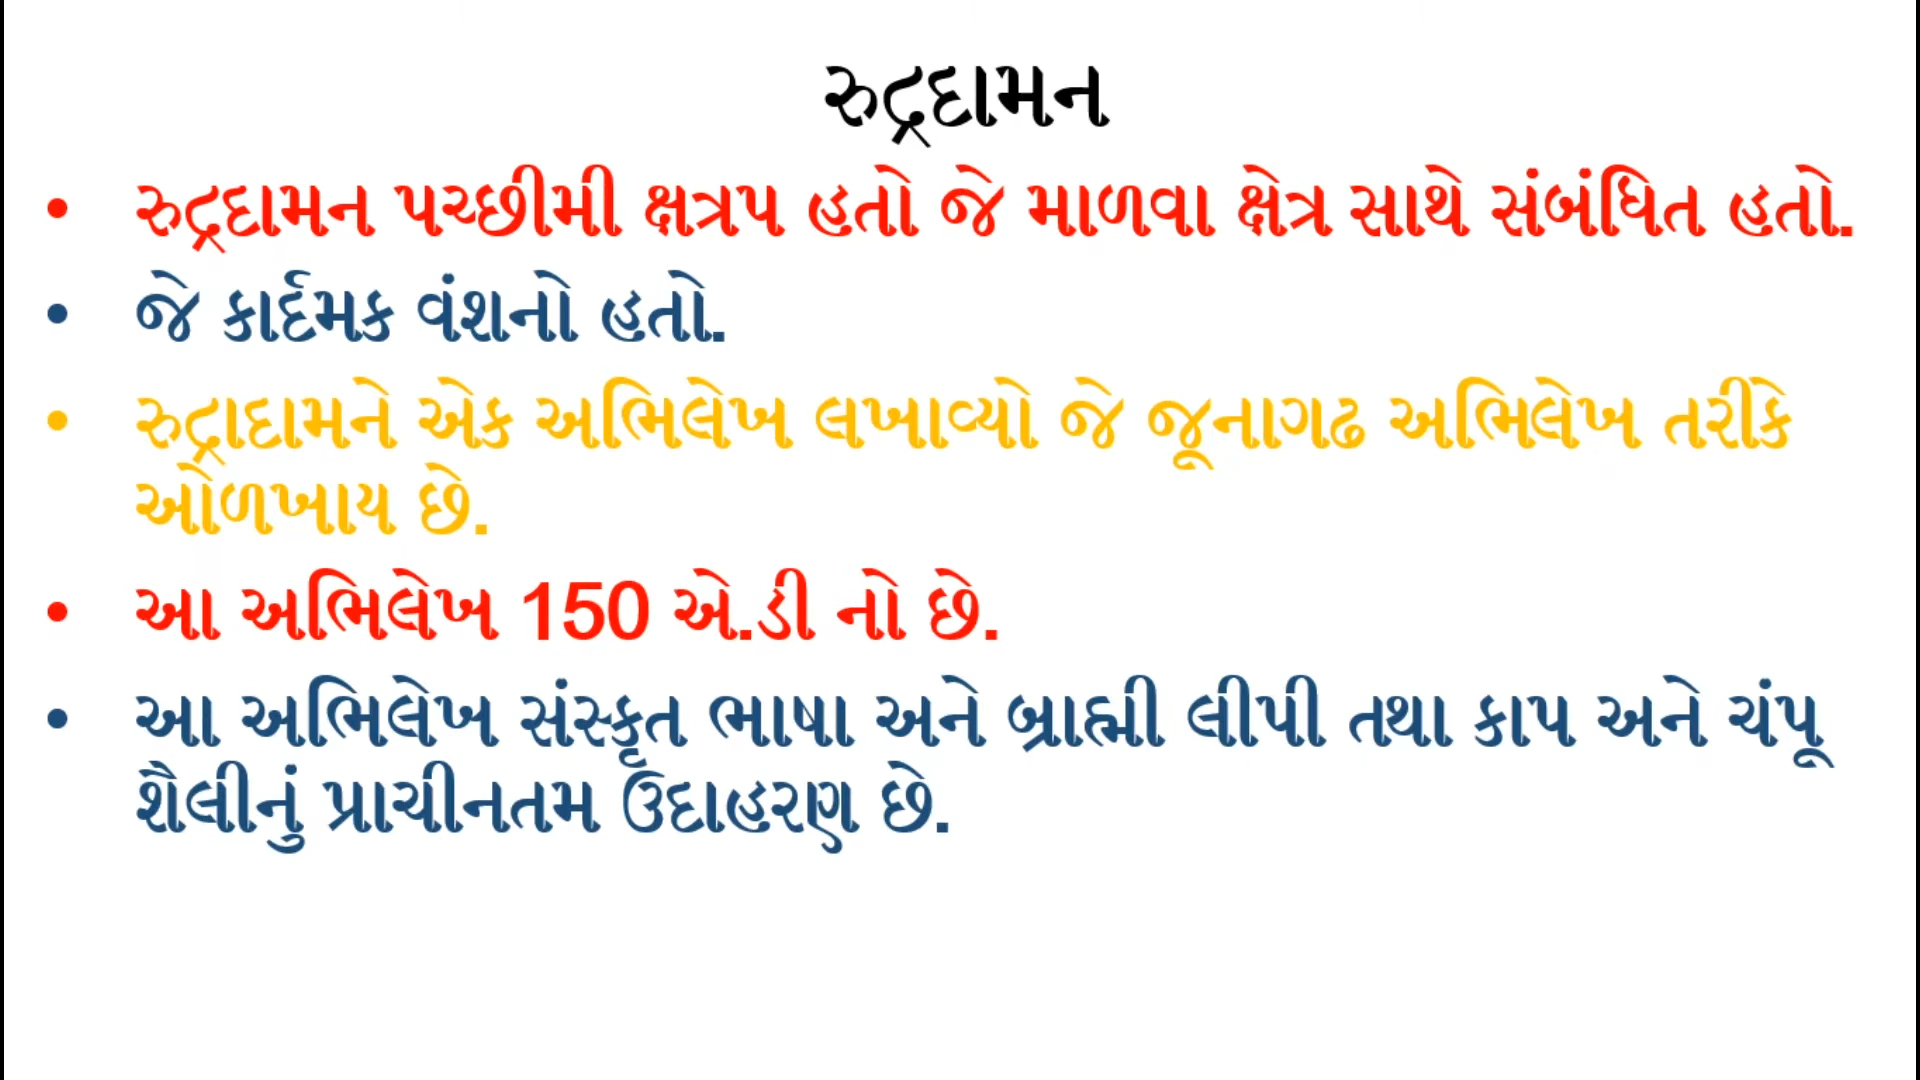 રુદ્રદામન
• રુદ્રદામન પચ્છીમી ક્ષત્રપ હતો જે માળવા ક્ષેત્ર સાથે સંબંધિત હતો.
• જે કાર્દમક વંશનો હતો.
• રુદ્રાદામને એક અભિલેખ લખાવ્યો જે જૂનાગઢ અભિલેખ તરીકે
ઓળખાય છે.
• આ અભિલેખ 150 એ.ડી નો છે.
• આ અભિલેખ સંસ્કૃત ભાષા અને બ્રાહ્મી લીપી તથા કાપ અને ચંપૂ
શૈલીનું પ્રાચીનતમ ઉદાહરણ છે.